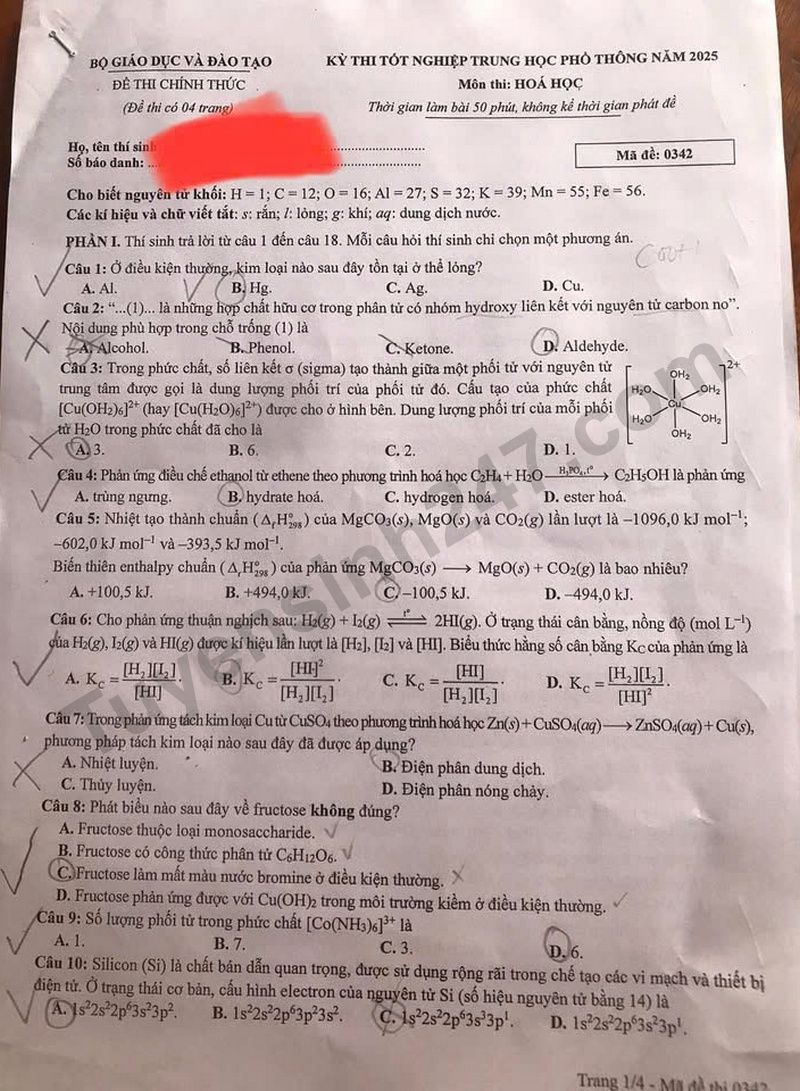 BỘ GIÁO DỤC VÀ ĐÀO TẠO
ĐỀ THI CHÍNH THỨC
(Đề thi có 04 trang)
KỲ THI TỐT NGHIỆP TRUNG HỌC PHỔ THÔNG NĂM 2025
Môn thi: HOÁ HỌC
Thời gian làm bài 50 phút, không kể thời gian phát đề
Họ, tên thí sinh
Số báo danh:
Mã đề: 0342
Cho biết nguyên tử khối: H = 1; C = 12; O = 16; Al = 27; S = 32; K = 39; Mn = 55; Fe = 56.
Các kí hiệu và chữ viết tắt: s: rắn; l: lỏng; g: khí; aq: dung dịch nước.
PHẦN I. Thí sinh trả lời từ câu 1 đến câu 18. Mỗi câu hỏi thí sinh chỉ chọn một phương án.
Câu 1: Ở điều kiện thường, kim loại nào sau đây tồn tại ở thể lỏng?
A. Al. B. Hg. C. Ag. D. Cu.
Câu 2: “...(1)... là những hợp chất hữu cơ trong phân tử có nhóm hydroxy liên kết với nguyên tử carbon no”.
Nội dung phù hợp trong chỗ trống (1) là
A. Alcohol. B. Phenol. C. Ketone. D. Aldehyde.
Câu 3: Trong phức chất, số liên kết σ (sigma) tạo thành giữa một phối tử với nguyên tử
trung tâm được gọi là dung lượng phối trí của phối tử đó. Cấu tạo của phức chất
[Cu(OH₂)₆]²⁺ (hay [Cu(H₂O)₆]²⁺) được cho ở hình bên. Dung lượng phối trí của mỗi phối
tử H₂O trong phức chất đã cho là
OH₂ 2+
H₂O OH₂
Cu
H₂O OH₂
OH₂
A. 3. B. 6. C. 2. D. 1.
Câu 4: Phản ứng điều chế ethanol từ ethene theo phương trình hoá học C₂H₄ + H₂O —H₃PO₄, t°→ C₂H₅OH là phản ứng
A. trùng ngưng. B. hydrate hoá. C. hydrogen hoá. D. ester hoá.
Câu 5: Nhiệt tạo thành chuẩn (ΔfH°₂₉₈) của MgCO₃(s), MgO(s) và CO₂(g) lần lượt là –1096,0 kJ mol⁻¹;
–602,0 kJ mol⁻¹ và –393,5 kJ mol⁻¹.
Biến thiên enthalpy chuẩn (ΔrH°₂₉₈) của phản ứng MgCO₃(s) ⟶ MgO(s) + CO₂(g) là bao nhiêu?
A. +100,5 kJ. B. +494,0 kJ. C. –100,5 kJ. D. –494,0 kJ.
Câu 6: Cho phản ứng thuận nghịch sau: H₂(g) + I₂(g) ⇌ t° 2HI(g). Ở trạng thái cân bằng, nồng độ (mol L⁻¹)
của H₂(g), I₂(g) và HI(g) được kí hiệu lần lượt là [H₂], [I₂] và [HI]. Biểu thức hằng số cân bằng KC của phản ứng là
A. KC = [H₂][I₂]/[HI]. B. KC = [HI]²/[H₂][I₂]. C. KC = [HI]/[H₂][I₂]. D. KC = [H₂][I₂]/[HI]².
Câu 7: Trong phản ứng tách kim loại Cu từ CuSO₄ theo phương trình hoá học Zn(s) + CuSO₄(aq) ⟶ ZnSO₄(aq) + Cu(s),
phương pháp tách kim loại nào sau đây đã được áp dụng?
A. Nhiệt luyện. B. Điện phân dung dịch.
C. Thủy luyện. D. Điện phân nóng chảy.
Câu 8: Phát biểu nào sau đây về fructose không đúng?
A. Fructose thuộc loại monosaccharide.
B. Fructose có công thức phân tử C₆H₁₂O₆.
C. Fructose làm mất màu nước bromine ở điều kiện thường.
D. Fructose phản ứng được với Cu(OH)₂ trong môi trường kiềm ở điều kiện thường.
Câu 9: Số lượng phối tử trong phức chất [Co(NH₃)₆]³⁺ là
A. 1. B. 7. C. 3. D. 6.
Câu 10: Silicon (Si) là chất bán dẫn quan trọng, được sử dụng rộng rãi trong chế tạo các vi mạch và thiết bị
điện tử. Ở trạng thái cơ bản, cấu hình electron của nguyên tử Si (số hiệu nguyên tử bằng 14) là
A. 1s²2s²2p⁶3s²3p². B. 1s²2s²2p⁶3p²3s². C. 1s²2s²2p⁶3s³3p¹. D. 1s²2s²2p⁶3s²3p¹.
Trang 1/4 - Mã đề thi 0342
Tuyensinh247.com